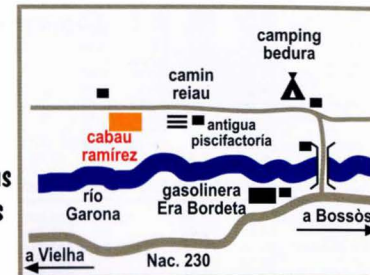 camping
bedura
camin
reiau
cabau
ramírez
antigua
piscifactoría
río
Garona
gasolinera
Era Bordeta
a Bossòs
a Vielha
Nac. 230